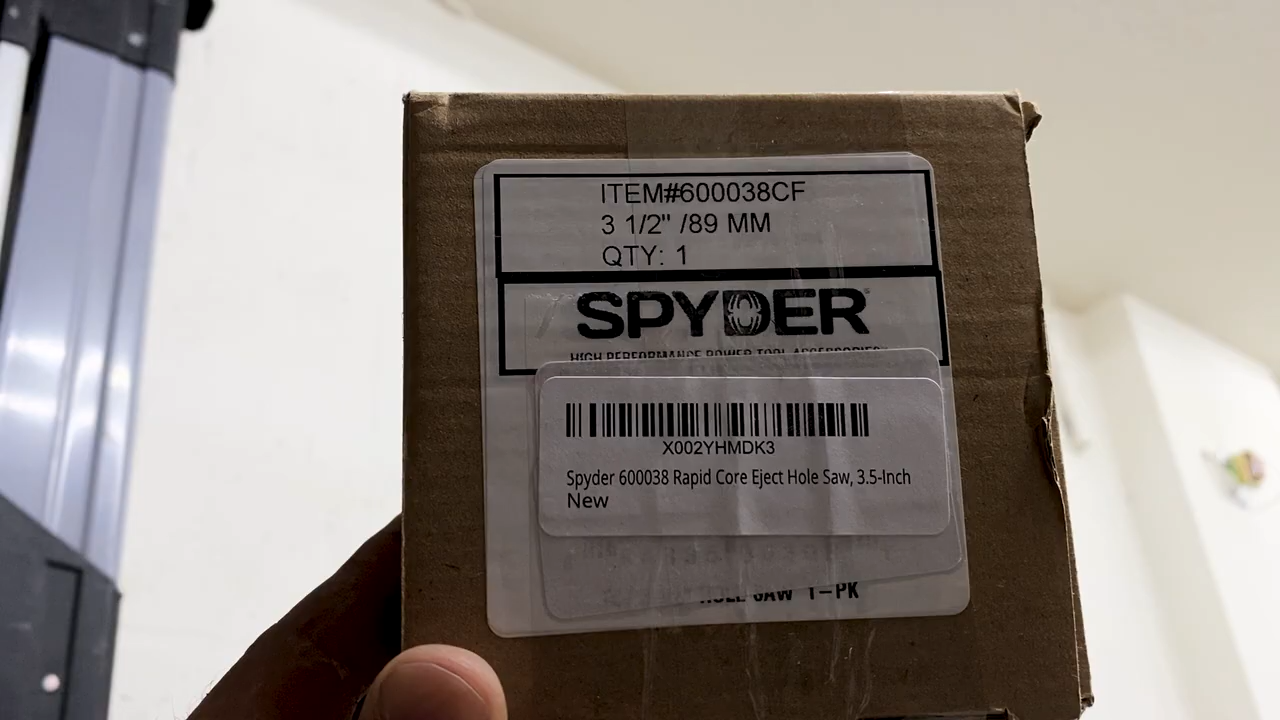 ITEM#600038CF
3 1/2" /89 MM
QTY: 1
SPYDER®
HIGH PERFORMANCE POWER TOOL ACCESSORIES
X002YHMDK3
Spyder 600038 Rapid Core Eject Hole Saw, 3.5-Inch
New
HOLE SAW 1-PK